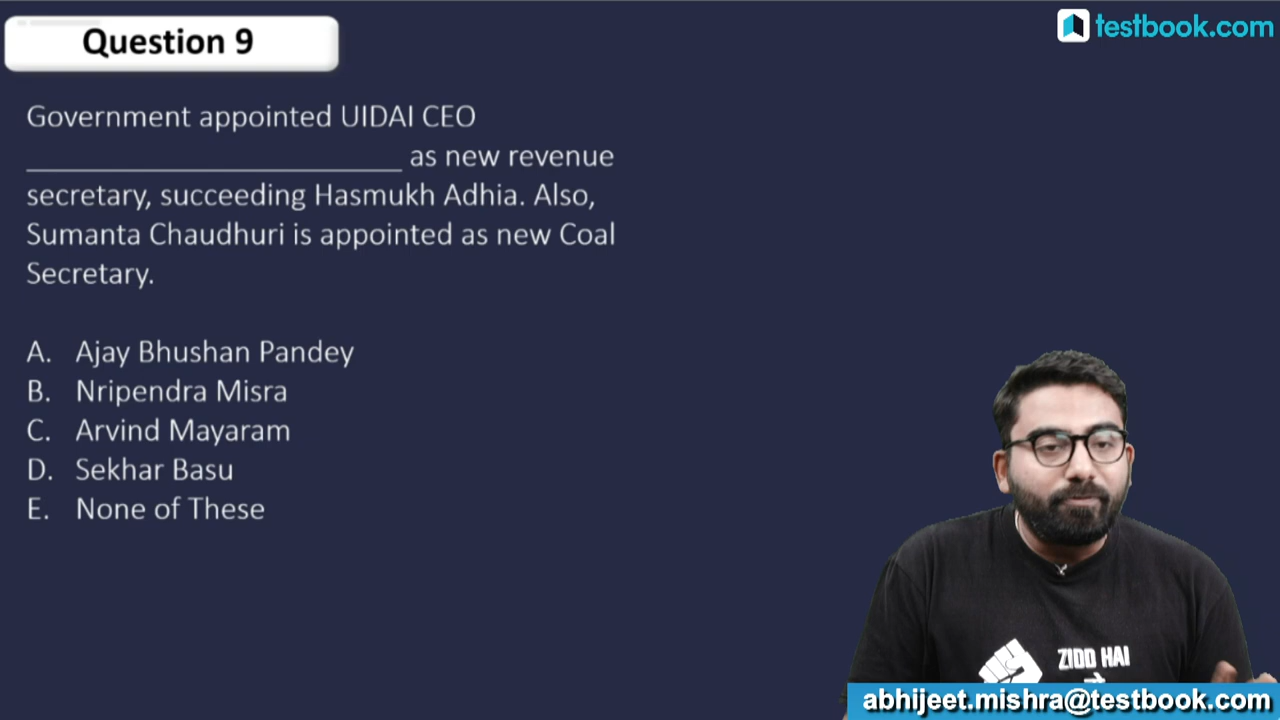 Question 9
testbook.com
Government appointed UIDAI CEO
_________________________ as new revenue
secretary, succeeding Hasmukh Adhia. Also,
Sumanta Chaudhuri is appointed as new Coal
Secretary.
A. Ajay Bhushan Pandey
B. Nripendra Misra
C. Arvind Mayaram
D. Sekhar Basu
E. None of These
ZIDD HAI
abhijeet.mishra@testbook.com